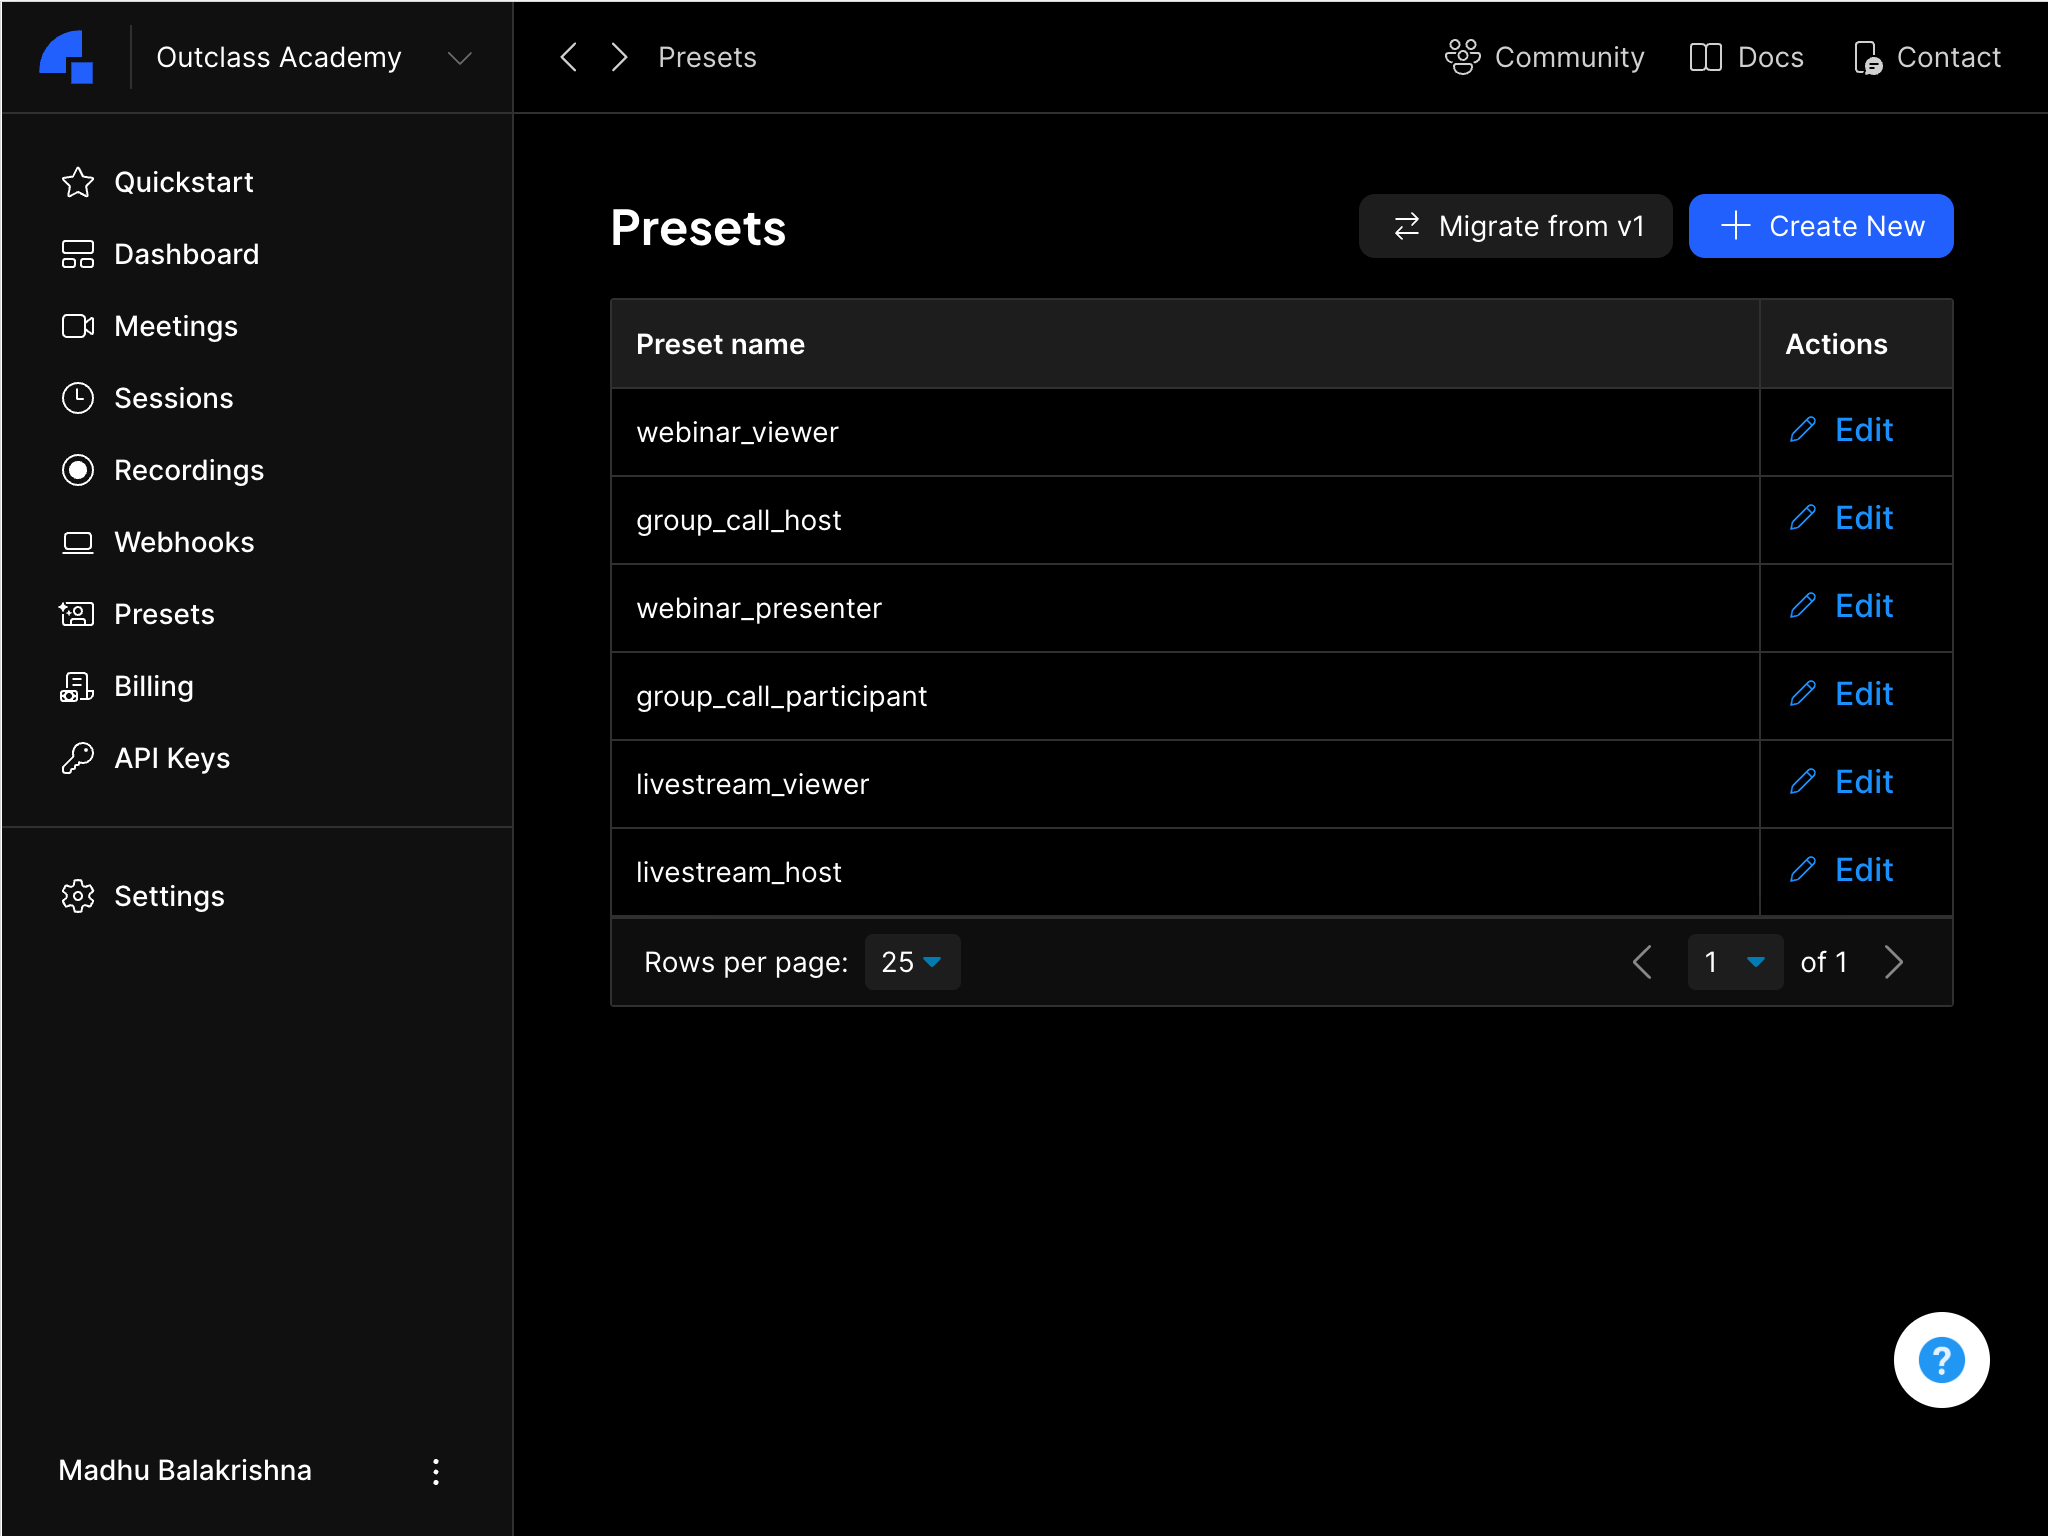 Outclass Academy
Presets
Community
Docs
Contact
Quickstart
Dashboard
Meetings
Sessions
Recordings
Webhooks
Presets
Billing
API Keys
Settings
Madhu Balakrishna
Presets
Migrate from v1
Create New
Preset name Actions
webinar_viewer Edit
group_call_host Edit
webinar_presenter Edit
group_call_participant Edit
livestream_viewer Edit
livestream_host Edit
Rows per page: 25 1 of 1
?